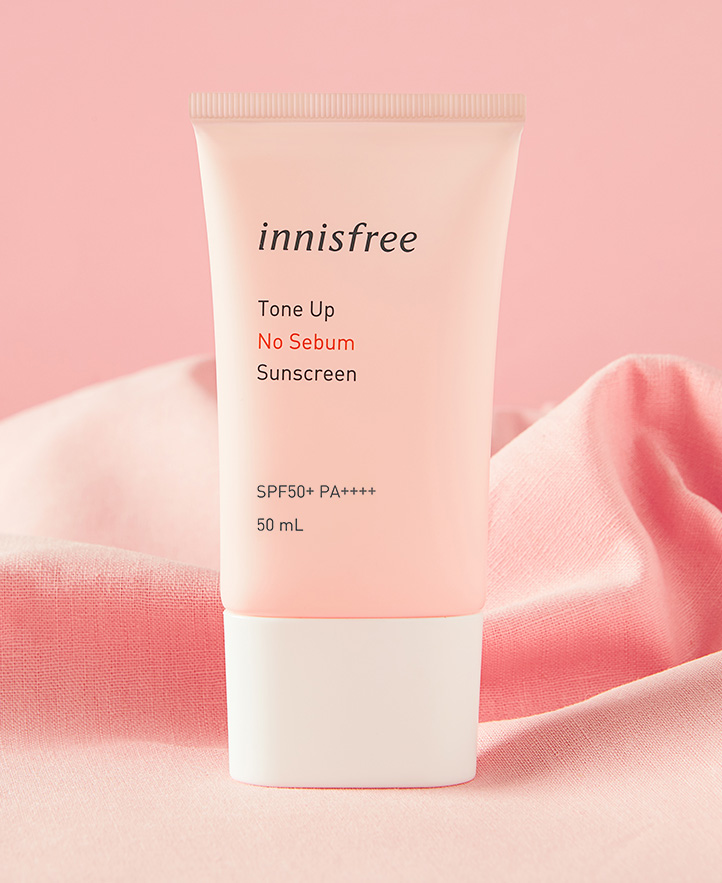 innisfree
Tone Up
No Sebum
Sunscreen
SPF50+ PA++++
50 mL